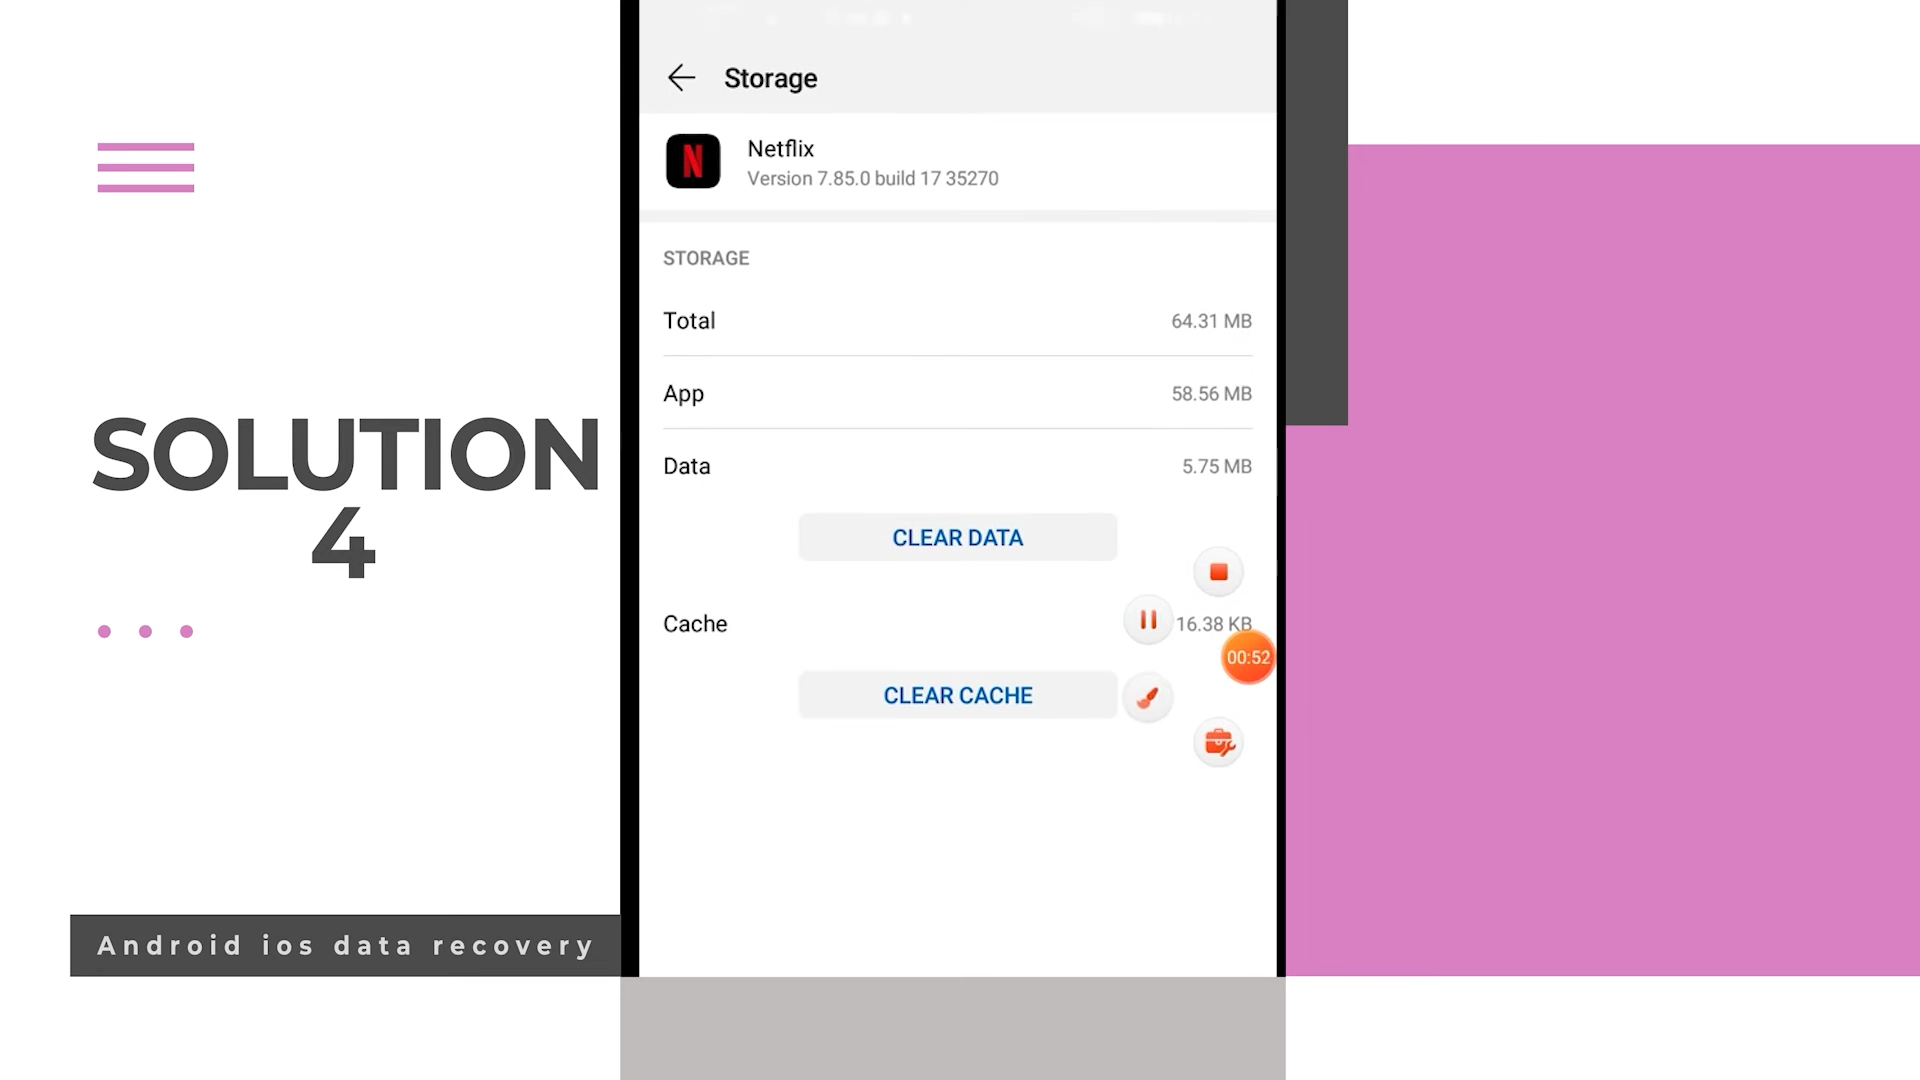 SOLUTION
4
Android ios data recovery
Storage
N
Netflix
Version 7.85.0 build 17 35270
STORAGE
Total 64.31 MB
App 58.56 MB
Data 5.75 MB
CLEAR DATA
Cache 16.38 KB
00:52
CLEAR CACHE